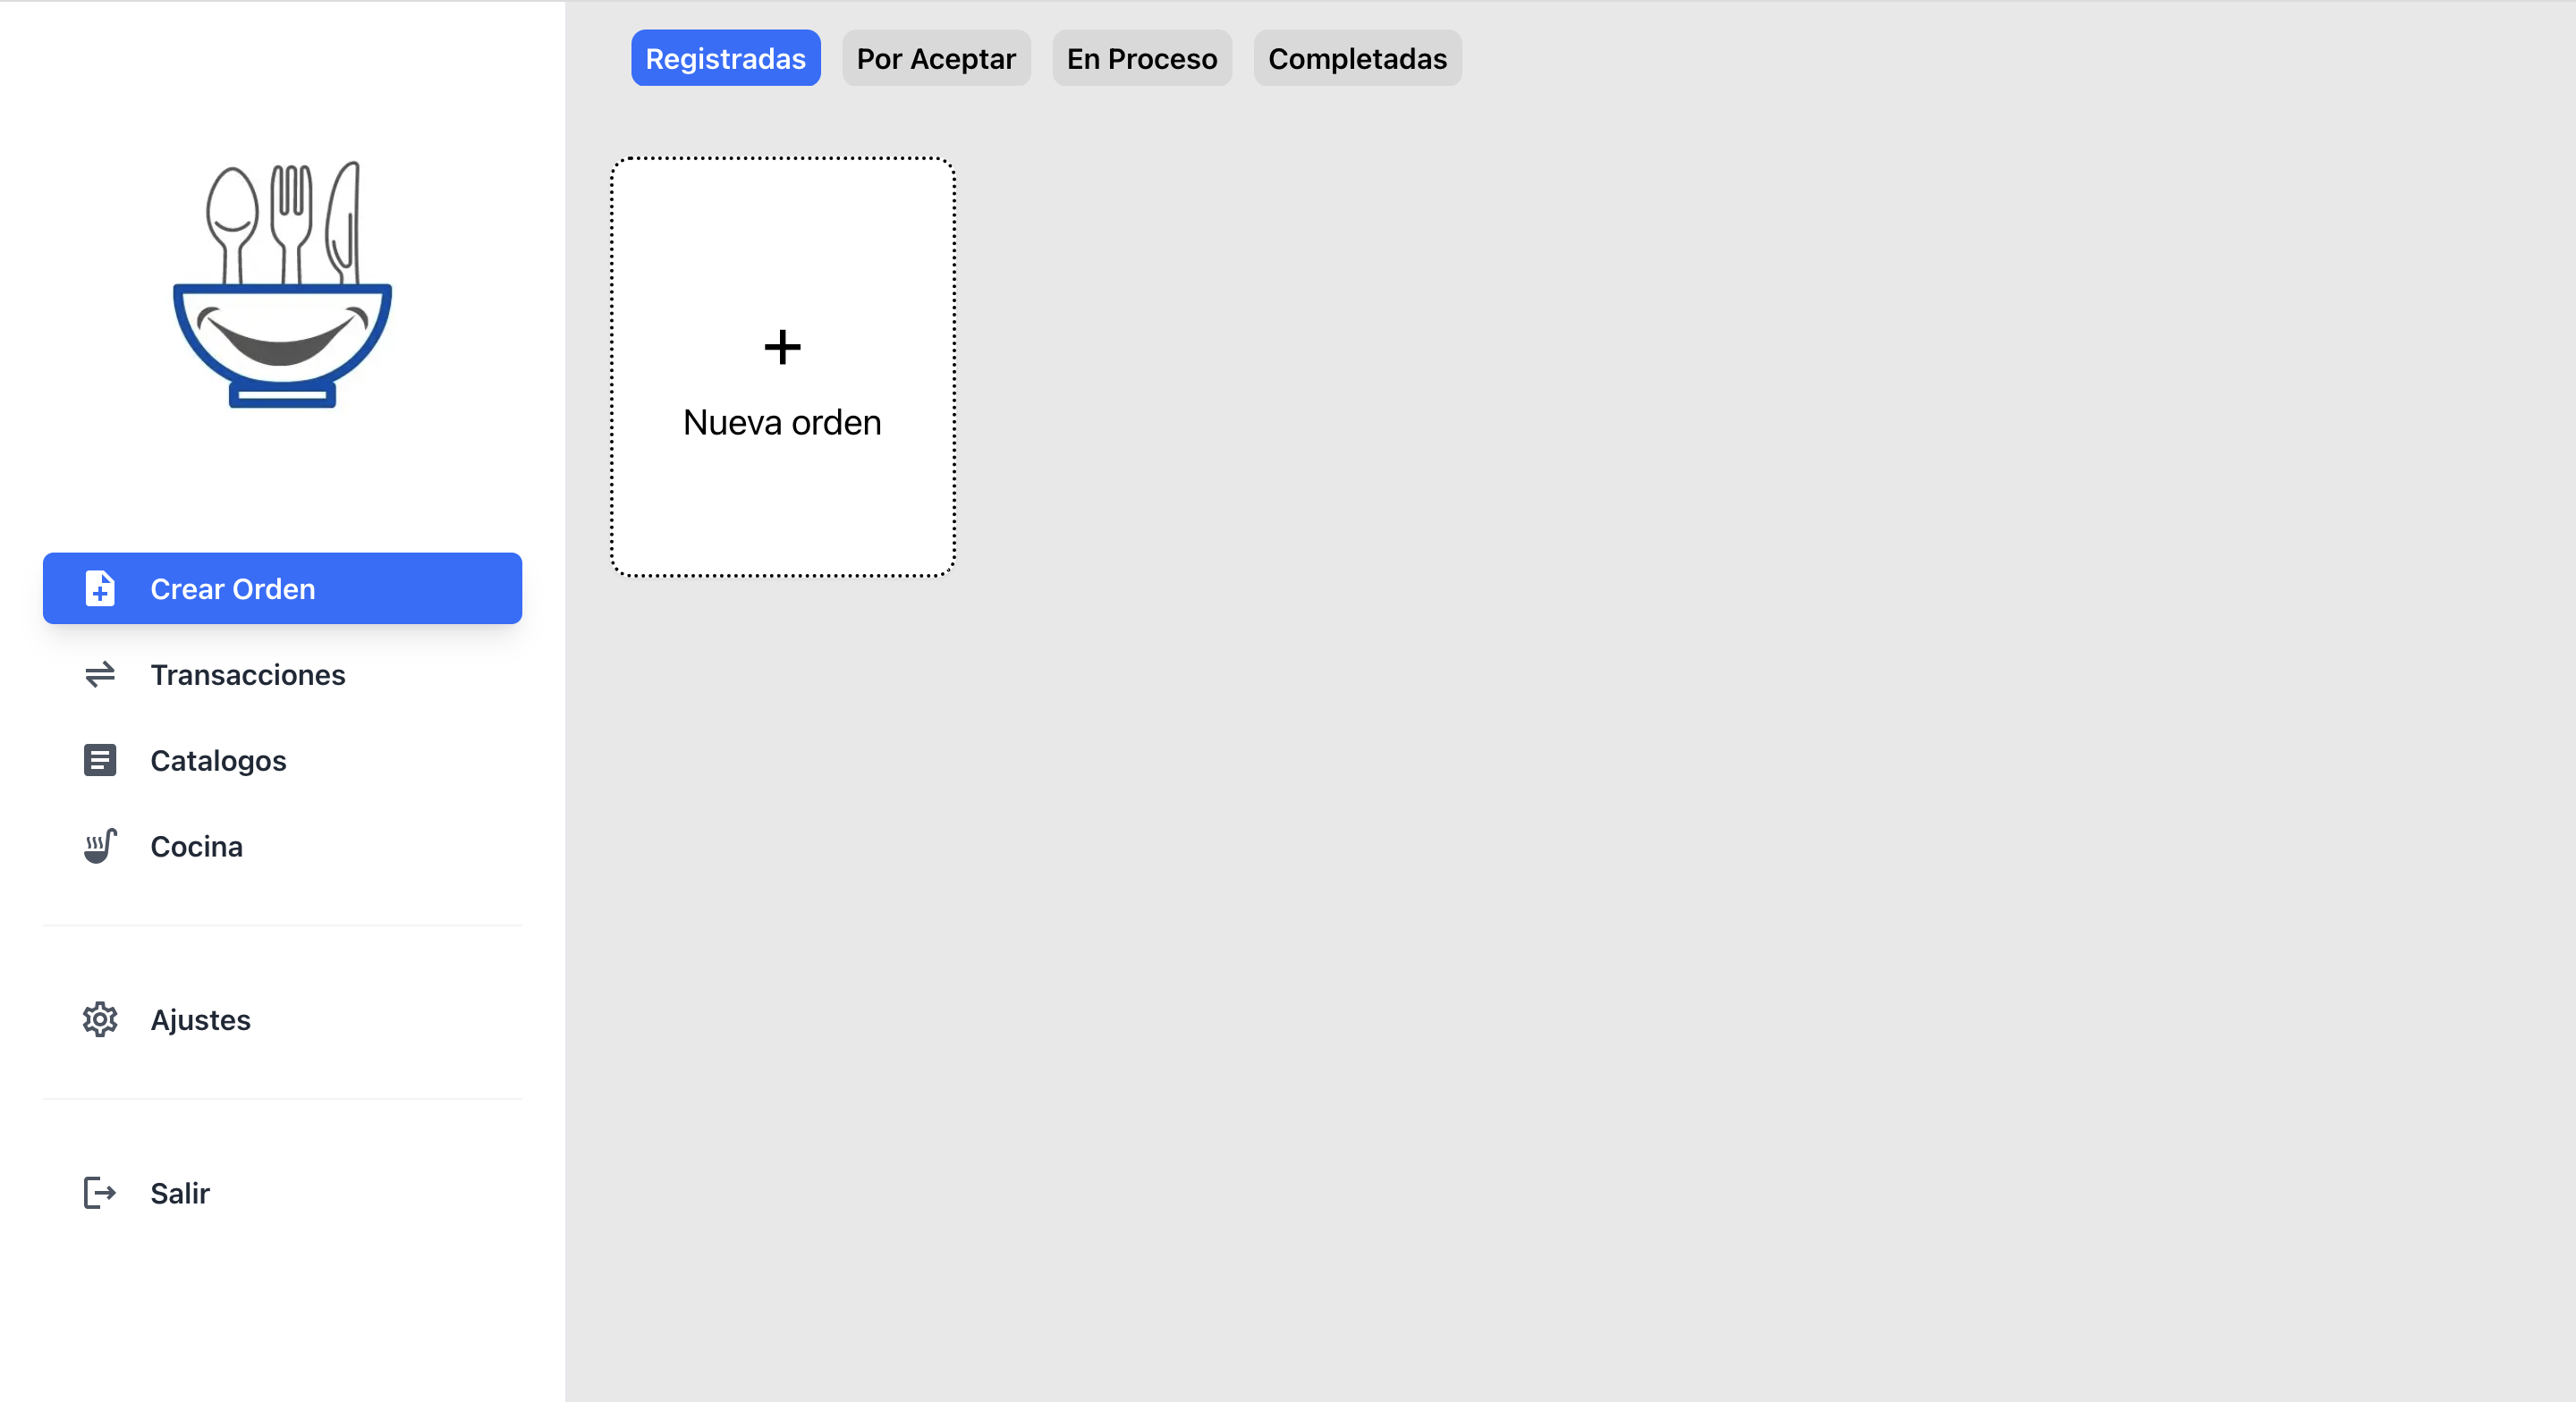 Registradas
Por Aceptar
En Proceso
Completadas
Nueva orden
Crear Orden
Transacciones
Catalogos
Cocina
Ajustes
Salir